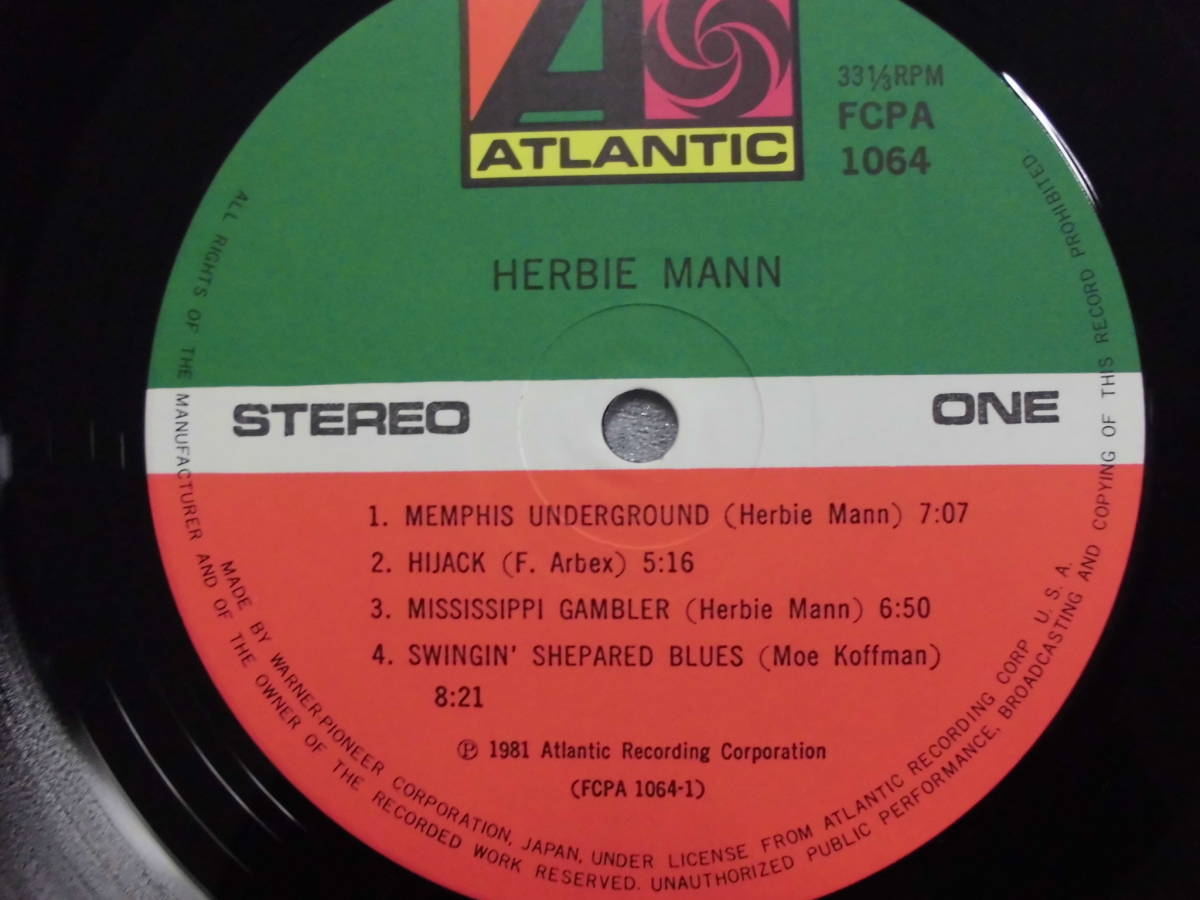 ATLANTIC
33⅓RPM
FCPA
1064
HERBIE MANN
STEREO
ONE
1. MEMPHIS UNDERGROUND (Herbie Mann) 7:07
2. HIJACK (F. Arbex) 5:16
3. MISSISSIPPI GAMBLER (Herbie Mann) 6:50
4. SWINGIN' SHEPARED BLUES (Moe Koffman)
8:21
℗ 1981 Atlantic Recording Corporation
(FCPA 1064-1)
MADE BY WARNER-PIONEER CORPORATION, JAPAN, UNDER LICENSE FROM ATLANTIC RECORDING CORP U. S. A.
ALL RIGHTS OF THE MANUFACTURER AND OF THE OWNER OF THE RECORDED WORK RESERVED. UNAUTHORIZED PUBLIC PERFORMANCE, BROADCASTING AND COPYING OF THIS RECORD PROHIBITED.